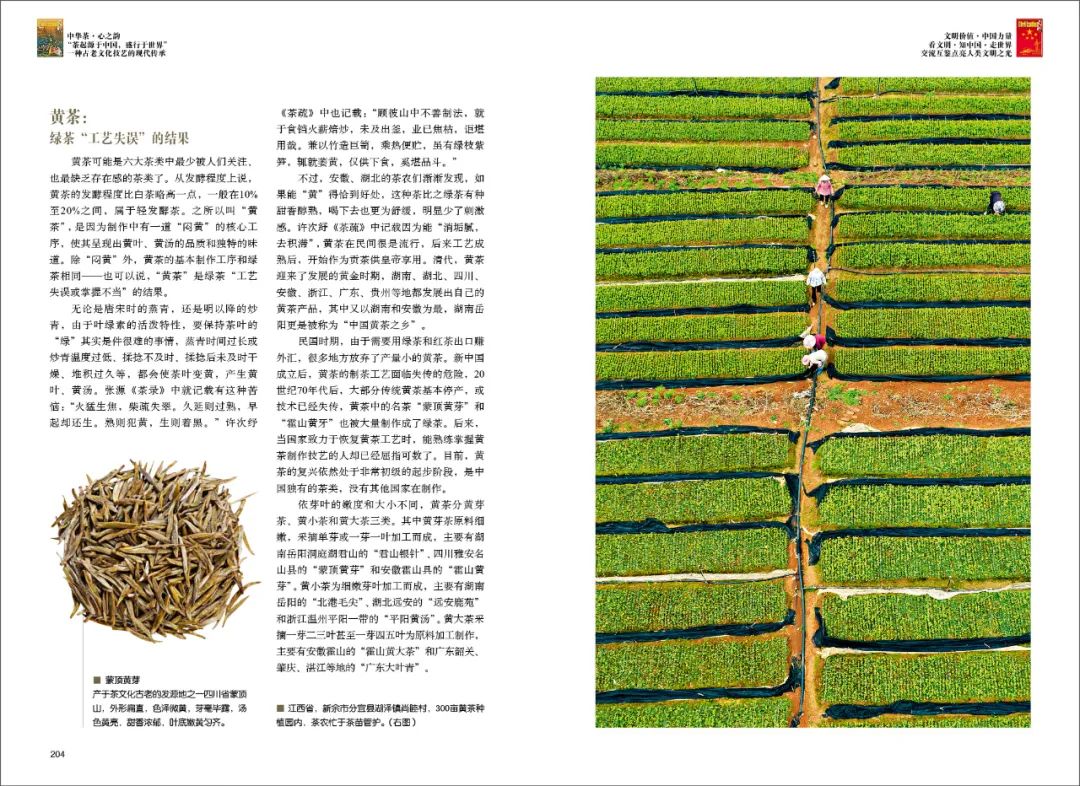 中华茶·心之韵
“茶起源于中国，盛行于世界”
一种古老文化技艺的现代传承
文明价值·中国力量
看文明·知中国·走世界
交流互鉴点亮人类文明之光
黄茶：
绿茶“工艺失误”的结果
黄茶可能是六大茶类中最少被人们关注、
也最缺乏存在感的茶类了。从发酵程度上说，
黄茶的发酵程度比白茶略高一点，一般在10%
至20%之间，属于轻发酵茶。之所以叫“黄
茶”，是因为制作中有一道“闷黄”的核心工
序，使其呈现出黄叶、黄汤的品质和独特的味
道。除“闷黄”外，黄茶的基本制作工序和绿
茶相同——也可以说，“黄茶”是绿茶“工艺
失误或掌握不当”的结果。
无论是唐宋时的蒸青，还是明以降的炒
青，由于叶绿素的活泼特性，要保持茶叶的
“绿”其实是件很难的事情，蒸青时间过长或
炒青温度过低、揉捻不及时、揉捻后未及时干
燥、堆积过久等，都会使茶叶变黄，产生黄
叶、黄汤。张源《茶录》中就记载有这种苦
恼：“火猛生焦，柴疏失翠。久延则过熟，早
起却还生。熟则犯黄，生则着黑。”许次纾
《茶疏》中也记载：“顾彼山中不善制法，就
于食铛火薪焙炒，未及出釜，业已焦枯，讵堪
用哉。兼以竹造巨笱，乘热便贮，虽有绿枝紫
笋，辄就萎黄，仅供下食，奚堪品斗。”
不过，安徽、湖北的茶农们渐渐发现，如
果能“黄”得恰到好处，这种茶比之绿茶有种
甜香醇熟，喝下去也更为舒缓，明显少了刺激
感。许次纾《茶疏》中记载因为能“消垢腻，
去积滞”，黄茶在民间很是流行，后来工艺成
熟后，开始作为贡茶供皇帝享用。清代，黄茶
迎来了发展的黄金时期，湖南、湖北、四川、
安徽、浙江、广东、贵州等地都发展出自己的
黄茶产品，其中又以湖南和安徽为最，湖南岳
阳更是被称为“中国黄茶之乡”。
民国时期，由于需要用绿茶和红茶出口赚
外汇，很多地方放弃了产量小的黄茶。新中国
成立后，黄茶的制茶工艺面临失传的危险，20
世纪70年代后，大部分传统黄茶基本停产，或
技术已经失传，黄茶中的名茶“蒙顶黄芽”和
“霍山黄芽”也被大量制作成了绿茶。后来，
当国家致力于恢复黄茶工艺时，能熟练掌握黄
茶制作技艺的人却已经屈指可数了。目前，黄
茶的复兴依然处于非常初级的起步阶段，是中
国独有的茶类，没有其他国家在制作。
依芽叶的嫩度和大小不同，黄茶分黄芽
茶、黄小茶和黄大茶三类。其中黄芽茶原料细
嫩，采摘单芽或一芽一叶加工而成，主要有湖
南岳阳洞庭湖君山的“君山银针”、四川雅安名
山县的“蒙顶黄芽”和安徽霍山县的“霍山黄
芽”。黄小茶为细嫩芽叶加工而成，主要有湖南
岳阳的“北港毛尖”、湖北远安的“远安鹿苑”
和浙江温州平阳一带的“平阳黄汤”。黄大茶采
摘一芽二三叶甚至一芽四五叶为原料加工制作，
主要有安徽霍山的“霍山黄大茶”和广东韶关、
肇庆、湛江等地的“广东大叶青”。
■ 蒙顶黄芽
产于茶文化古老的发源地之一四川省蒙顶
山，外形扁直，色泽微黄，芽毫毕露，汤
色黄亮，甜香浓郁，叶底嫩黄匀齐。
■ 江西省，新余市分宜县湖泽镇尚睦村，300亩黄茶种
植园内，茶农忙于茶苗管护。（右图）
204